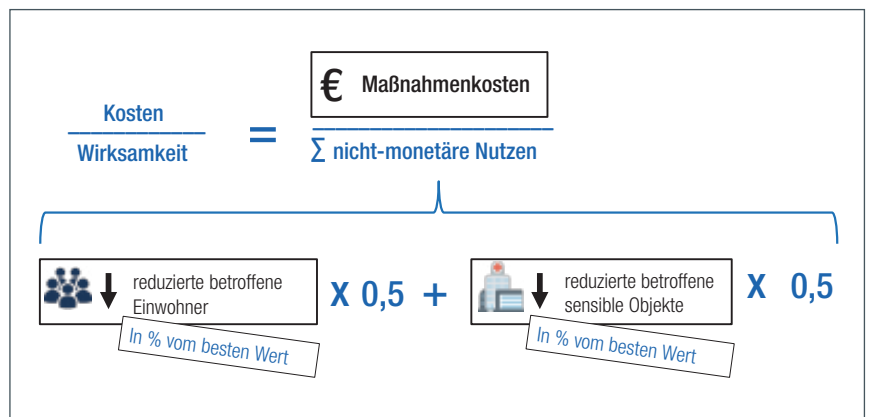 € Maßnahmenkosten
Kosten
Wirksamkeit
=
∑ nicht-monetäre Nutzen
reduzierte betroffene
Einwohner
In % vom besten Wert
X 0,5 +
reduzierte betroffene
sensible Objekte
In % vom besten Wert
X 0,5